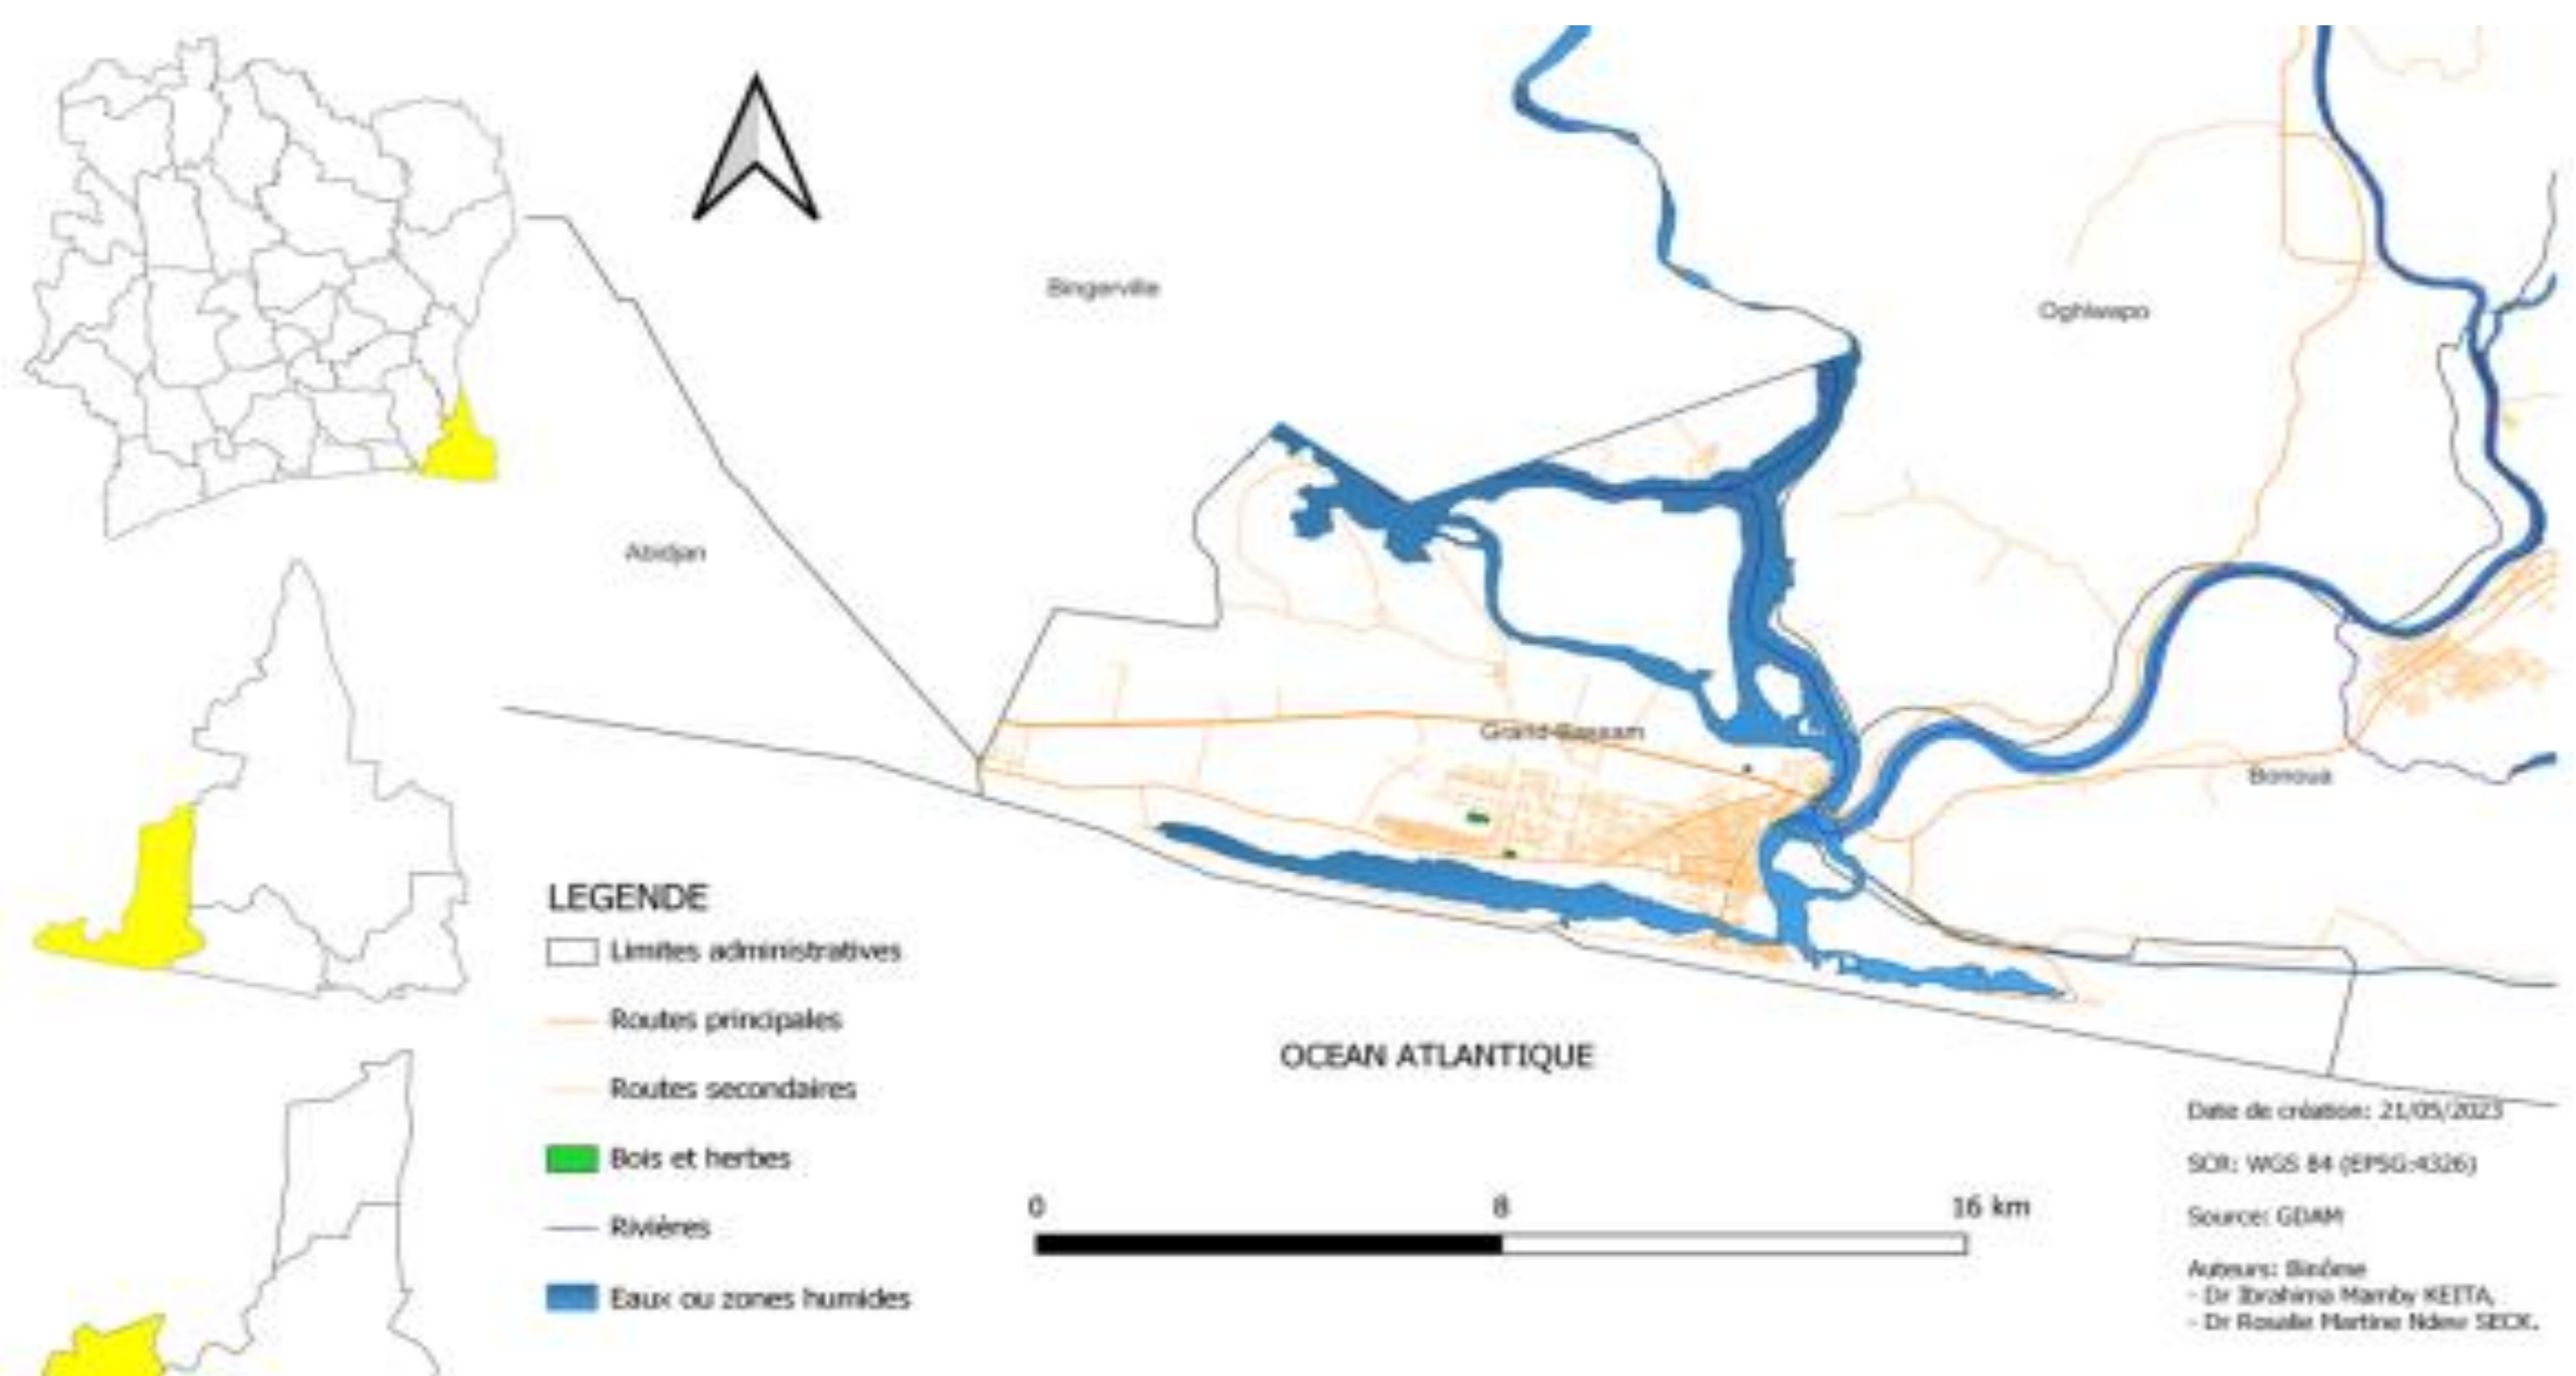 Bingerville
Oghlwapo
Abidjan
Grand-Bassam
Bonoua
LEGENDE
Limites administratives
Routes principales
Routes secondaires
Bois et herbes
Rivières
Eaux ou zones humides
OCEAN ATLANTIQUE
0 8 16 km
Date de création: 21/05/2023
SCR: WGS 84 (EPSG:4326)
Source: GDAM
Auteurs: Binôme
- Dr Ibrahima Mamby KEITA,
- Dr Rosalie Martine Ndew SECK.